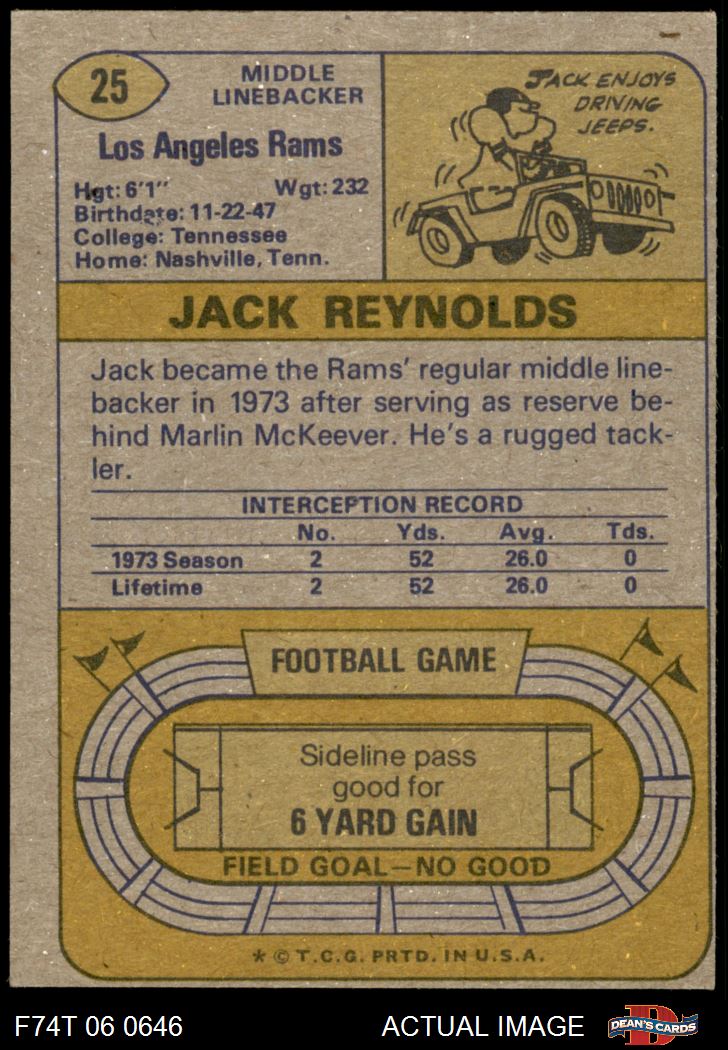 25
MIDDLE
LINEBACKER
Los Angeles Rams
Hgt: 6'1" Wgt: 232
Birthdate: 11-22-47
College: Tennessee
Home: Nashville, Tenn.
JACK ENJOYS
DRIVING
JEEPS.
JACK REYNOLDS
Jack became the Rams' regular middle line-
backer in 1973 after serving as reserve be-
hind Marlin McKeever. He's a rugged tack-
ler.
INTERCEPTION RECORD
No. Yds. Avg. Tds.
1973 Season 2 52 26.0 0
Lifetime 2 52 26.0 0
FOOTBALL GAME
Sideline pass
good for
6 YARD GAIN
FIELD GOAL—NO GOOD
* © T.C.G. PRTD. IN U.S.A.
F74T 06 0646 ACTUAL IMAGE
D
DEAN'S CARDS